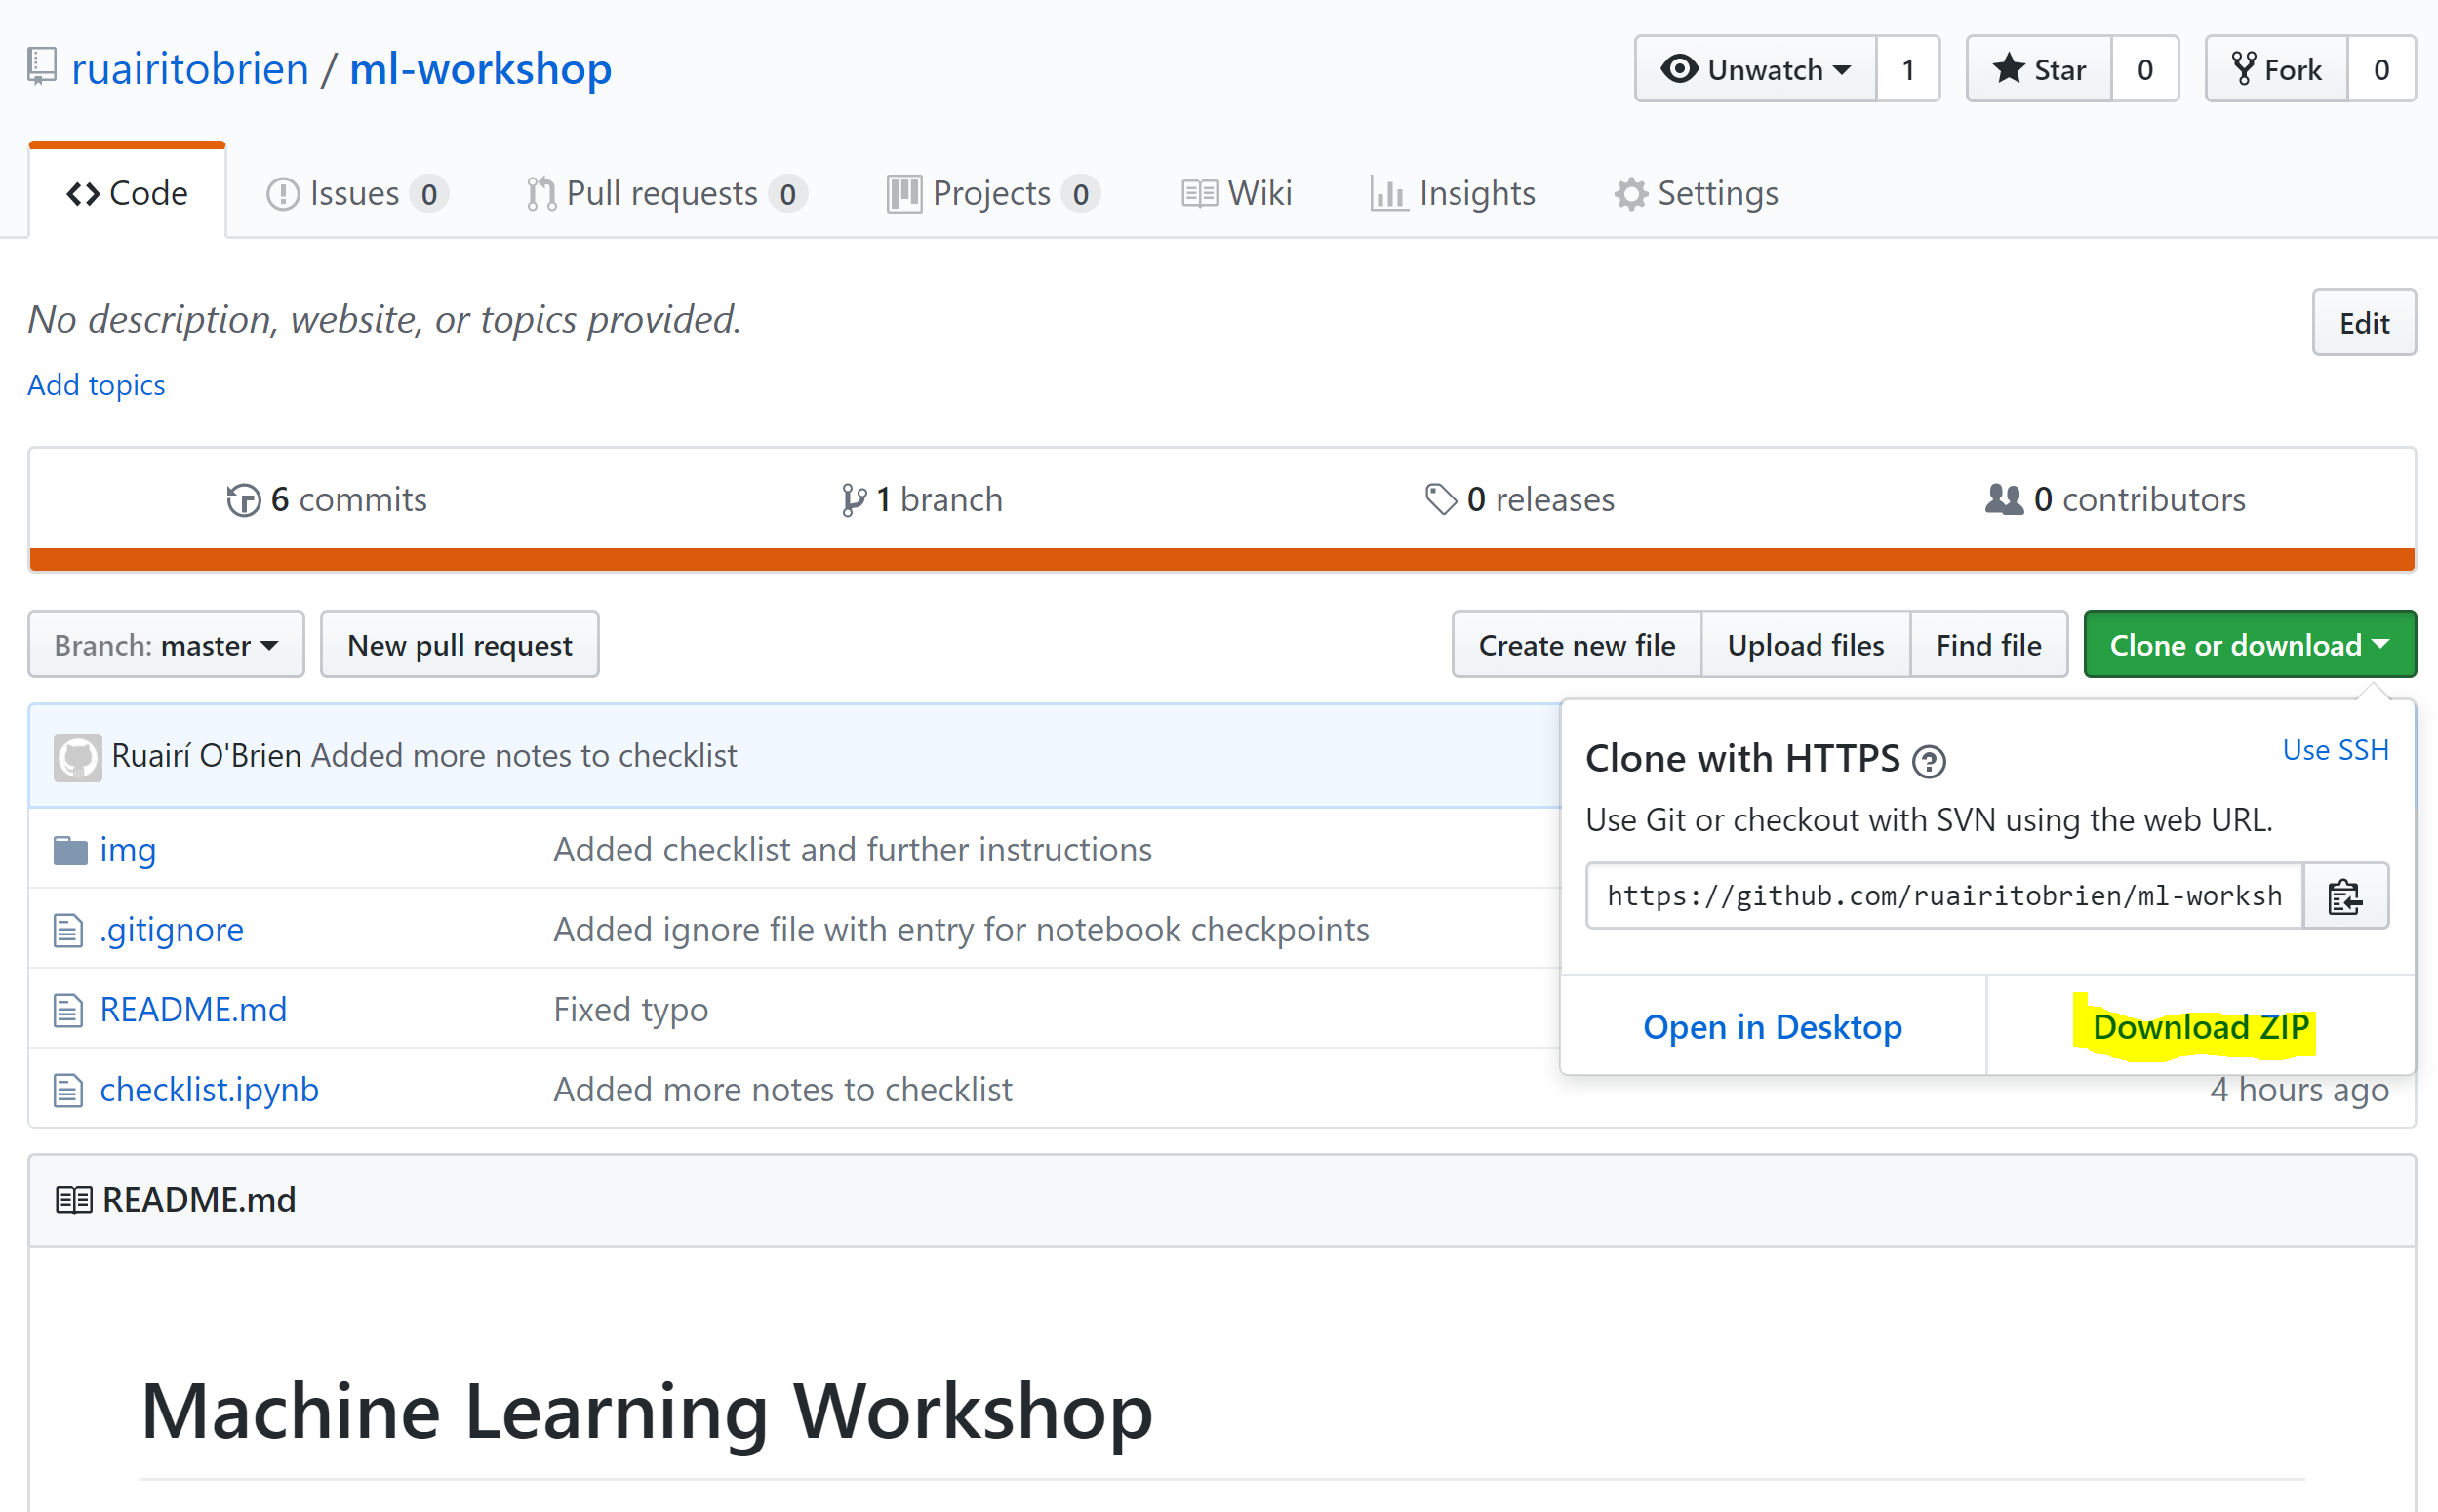 ruairitobrien / ml-workshop
Unwatch 1 Star 0 Fork 0
Code Issues 0 Pull requests 0 Projects 0 Wiki Insights Settings
No description, website, or topics provided. Edit
Add topics
6 commits 1 branch 0 releases 0 contributors
Branch: master New pull request Create new file Upload files Find file Clone or download
Ruairí O'Brien Added more notes to checklist
Clone with HTTPS ? Use SSH
Use Git or checkout with SVN using the web URL.
https://github.com/ruairitobrien/ml-worksh
Open in Desktop Download ZIP
img Added checklist and further instructions
.gitignore Added ignore file with entry for notebook checkpoints
README.md Fixed typo
checklist.ipynb Added more notes to checklist 4 hours ago
README.md
Machine Learning Workshop